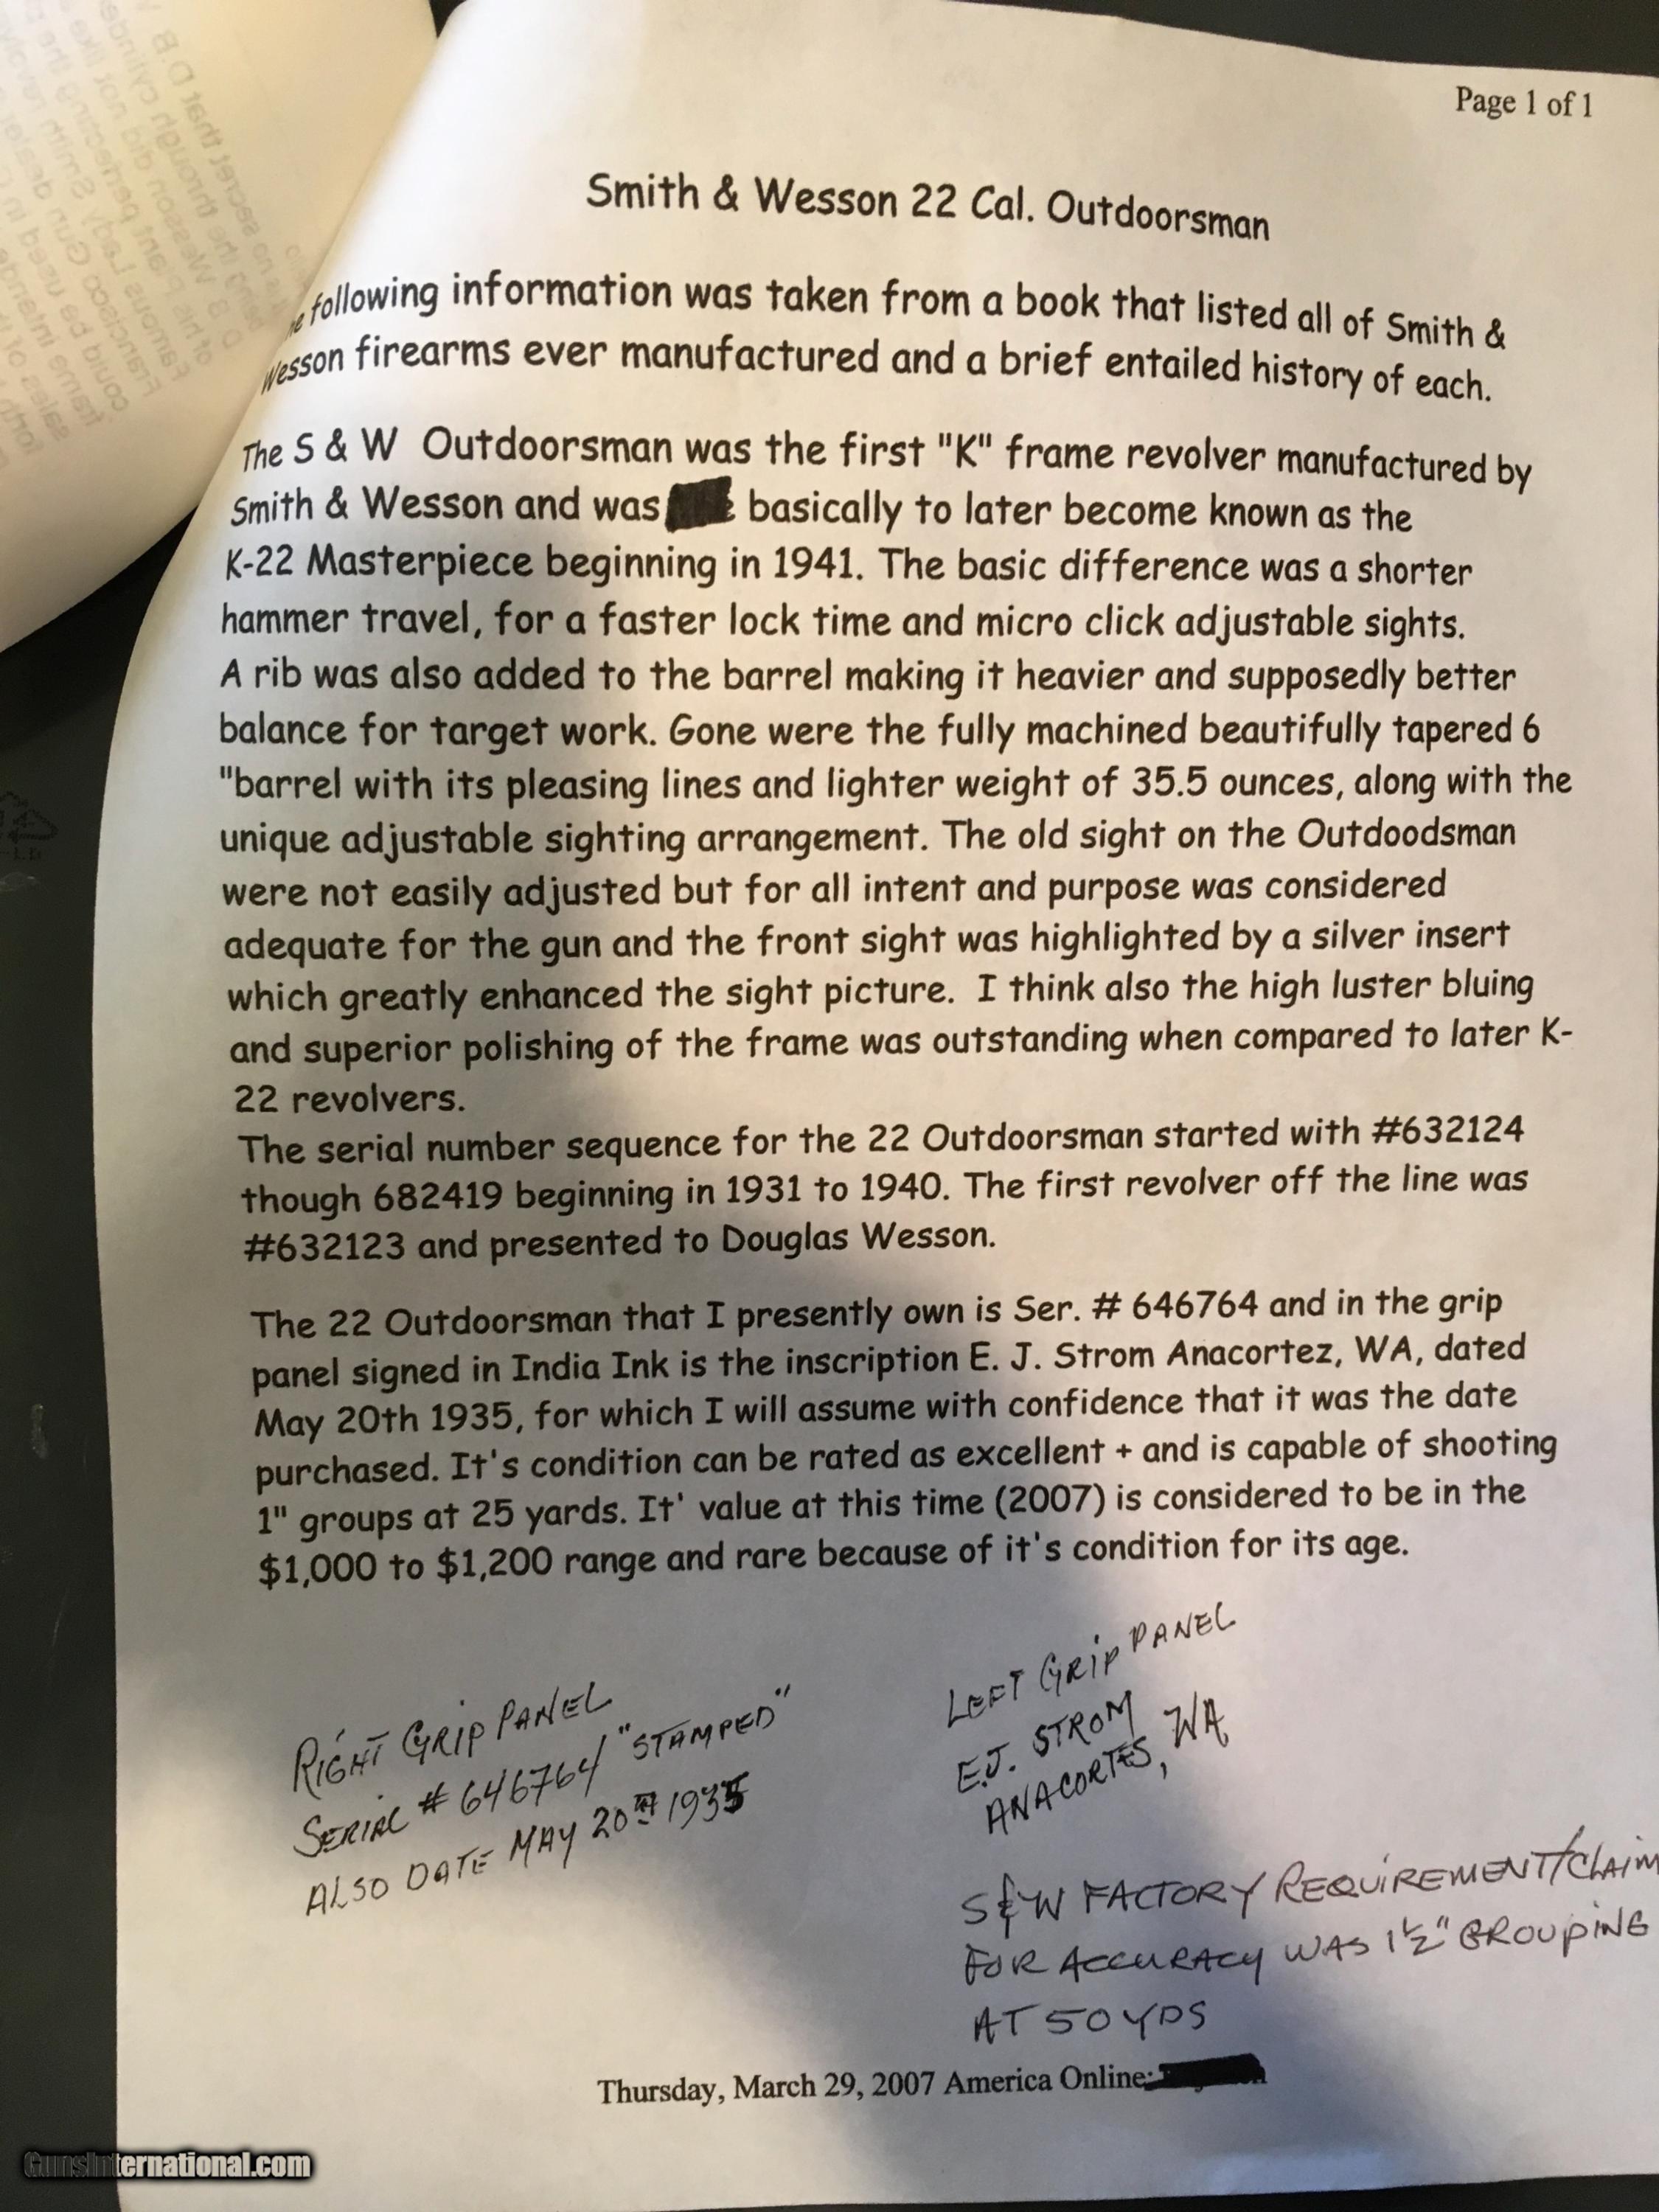 Page 1 of 1
Smith & Wesson 22 Cal. Outdoorsman
following information was taken from a book that listed all of Smith &
Wesson firearms ever manufactured and a brief entailed history of each.
The S & W Outdoorsman was the first "K" frame revolver manufactured by
Smith & Wesson and was basically to later become known as the
K-22 Masterpiece beginning in 1941. The basic difference was a shorter
hammer travel, for a faster lock time and micro click adjustable sights.
A rib was also added to the barrel making it heavier and supposedly better
balance for target work. Gone were the fully machined beautifully tapered 6
"barrel with its pleasing lines and lighter weight of 35.5 ounces, along with the
unique adjustable sighting arrangement. The old sight on the Outdoodsman
were not easily adjusted but for all intent and purpose was considered
adequate for the gun and the front sight was highlighted by a silver insert
which greatly enhanced the sight picture. I think also the high luster bluing
and superior polishing of the frame was outstanding when compared to later K-
22 revolvers.
The serial number sequence for the 22 Outdoorsman started with #632124
though 682419 beginning in 1931 to 1940. The first revolver off the line was
#632123 and presented to Douglas Wesson.
The 22 Outdoorsman that I presently own is Ser. # 646764 and in the grip
panel signed in India Ink is the inscription E. J. Strom Anacortez, WA, dated
May 20th 1935, for which I will assume with confidence that it was the date
purchased. It's condition can be rated as excellent + and is capable of shooting
1" groups at 25 yards. It' value at this time (2007) is considered to be in the
$1,000 to $1,200 range and rare because of it's condition for its age.
RIGHT GRIP PANEL
SERIAL # 646764/ "STAMPED"
ALSO DATE MAY 20TH 1935
LEFT GRIP PANEL
E.J. STROM
ANACORTES, WA
S&W FACTORY REQUIREMENT/CLAIM
FOR ACCURACY WAS 1½" GROUPING
AT 50 YDS
Thursday, March 29, 2007 America Online:
GunsInternational.com